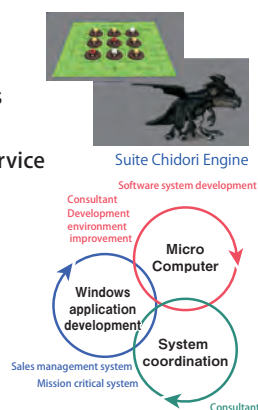 s
rvice
Suite Chidori Engine
Software system development
Consultant
Development
environment
improvement
Micro
Computer
Windows
application
development
System
coordination
Sales management system
Mission critical system
Consultant